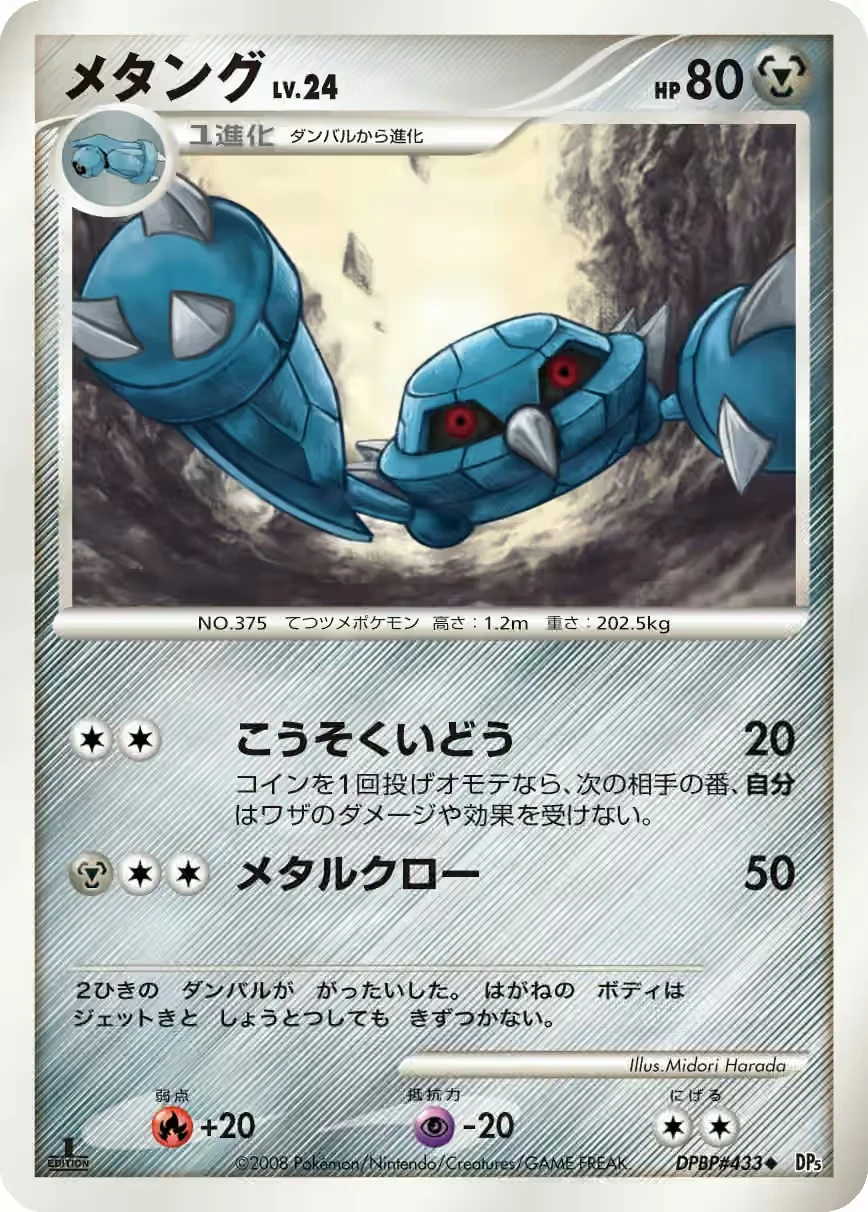 メタング LV.24 HP 80
1進化 ダンバルから進化
NO.375 てつツメポケモン 高さ：1.2m 重さ：202.5kg
こうそくいどう 20
コインを1回投げオモテなら、次の相手の番、自分
はワザのダメージや効果を受けない。
メタルクロー 50
2ひきの ダンバルが がったいした。 はがねの ボディは
ジェットきと しょうとつしても きずつかない。
Illus.Midori Harada
弱点 抵抗力 にげる
+20 -20
1 EDITION ©2008 Pokémon/Nintendo/Creatures/GAME FREAK. DPBP#433◆ DP5